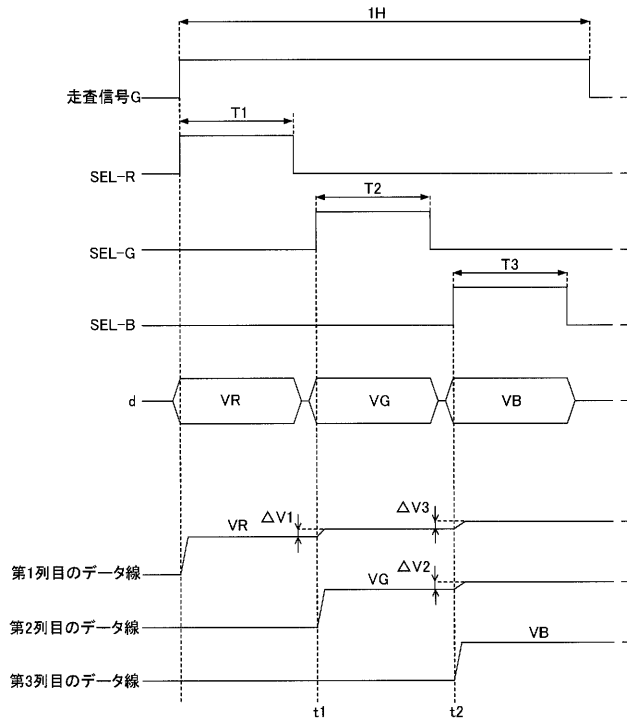 1H
走査信号G
T1
SEL-R
T2
SEL-G
T3
SEL-B
d
VR
VG
VB
VR
△V1
△V3
第1列目のデータ線
VG
△V2
第2列目のデータ線
VB
第3列目のデータ線
t1
t2